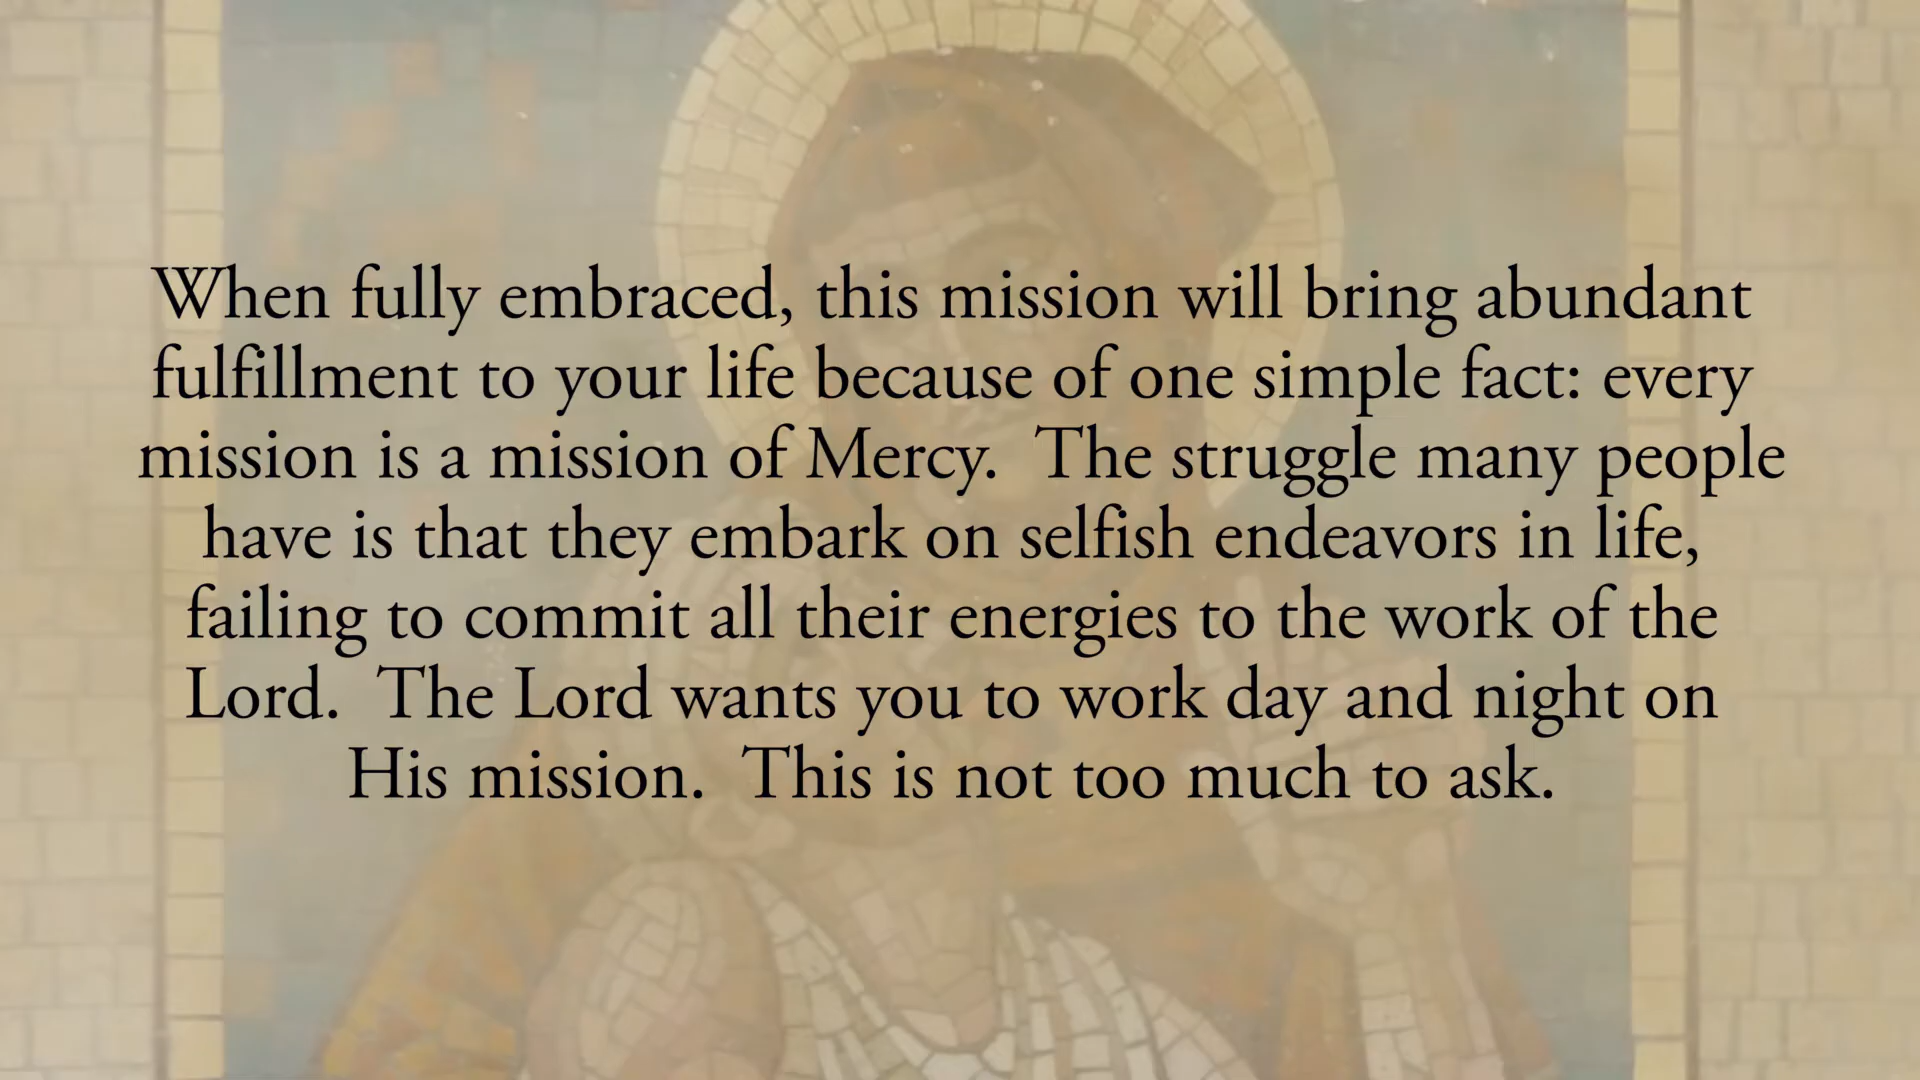 When fully embraced, this mission will bring abundant
fulfillment to your life because of one simple fact: every
mission is a mission of Mercy.  The struggle many people
have is that they embark on selfish endeavors in life,
failing to commit all their energies to the work of the
Lord.  The Lord wants you to work day and night on
His mission.  This is not too much to ask.